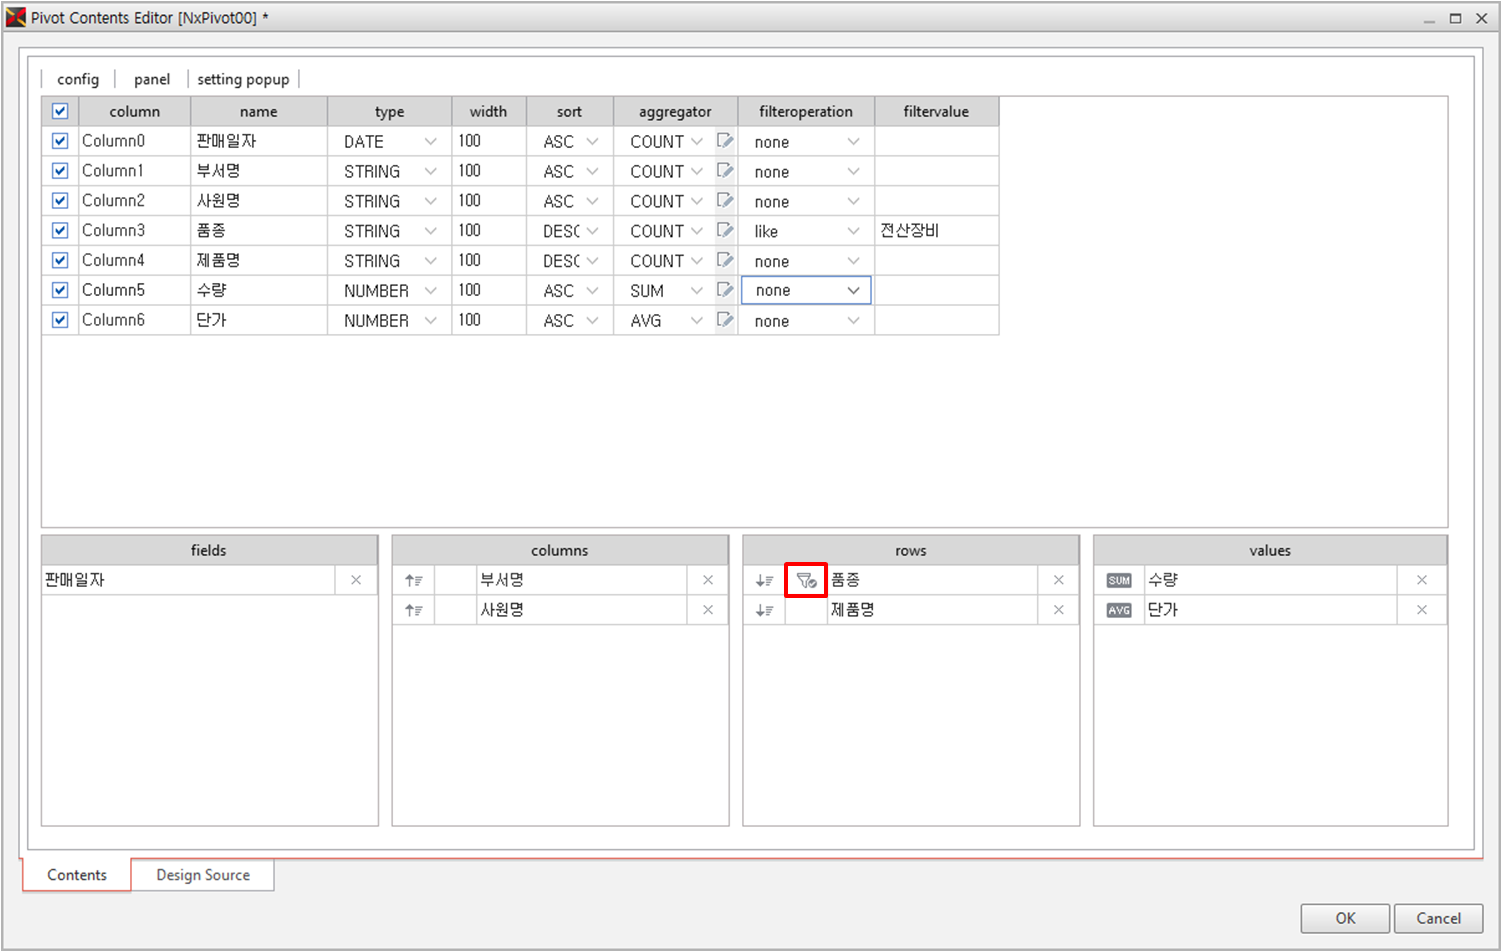 Pivot Contents Editor [NxPivot00] *
config panel setting popup
column name type width sort aggregator filteroperation filtervalue
Column0 판매일자 DATE 100 ASC COUNT none
Column1 부서명 STRING 100 ASC COUNT none
Column2 사원명 STRING 100 ASC COUNT none
Column3 품종 STRING 100 DESC COUNT like 전산장비
Column4 제품명 STRING 100 DESC COUNT none
Column5 수량 NUMBER 100 ASC SUM none
Column6 단가 NUMBER 100 ASC AVG none
fields columns rows values
판매일자 부서명 품종 SUM 수량
사원명 제품명 AVG 단가
Contents Design Source
OK Cancel